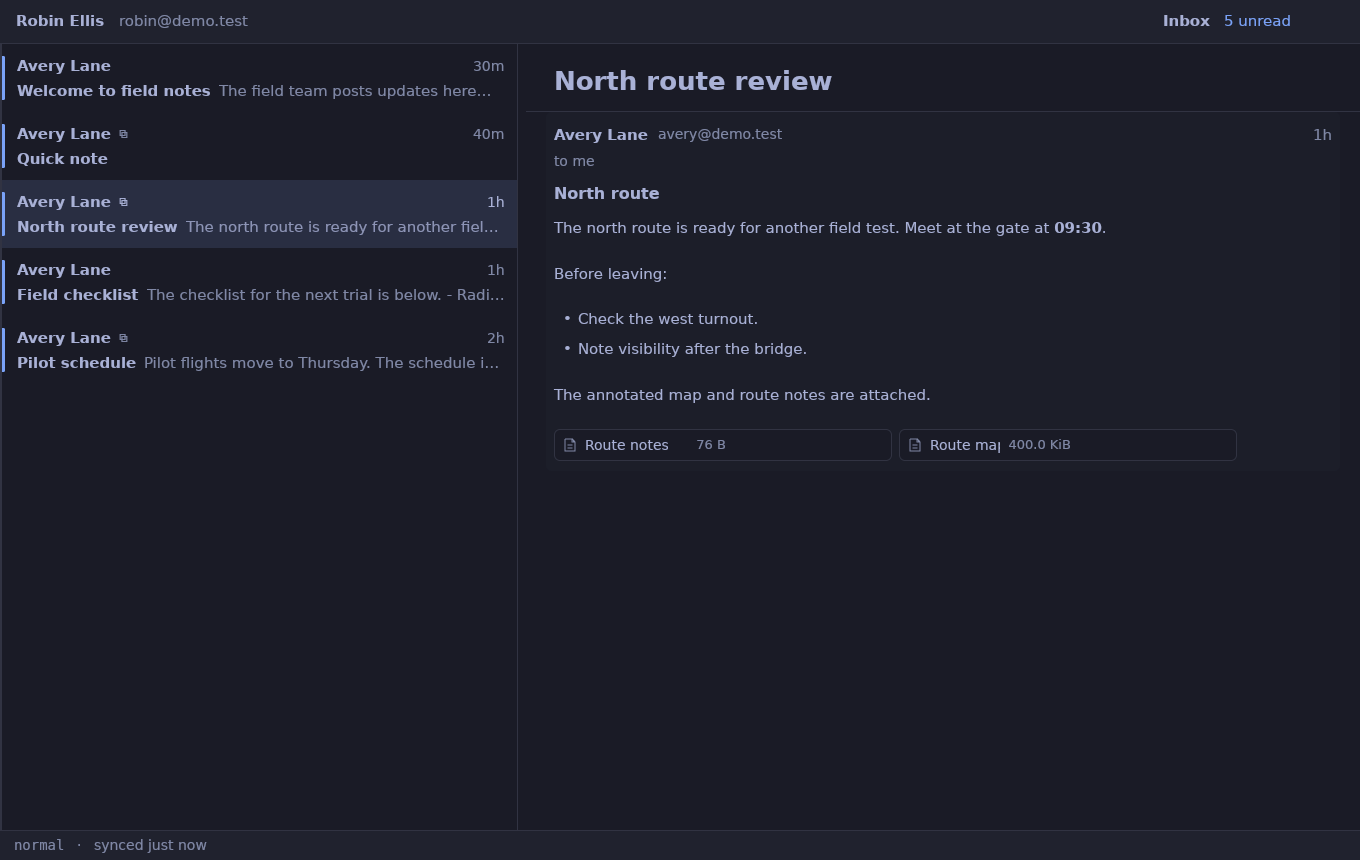 Robin Ellis robin@demo.test Inbox 5 unread
Avery Lane 30m
Welcome to field notes The field team posts updates here…
Avery Lane 40m
Quick note
Avery Lane 1h
North route review The north route is ready for another fiel…
Avery Lane 1h
Field checklist The checklist for the next trial is below. - Radi…
Avery Lane 2h
Pilot schedule Pilot flights move to Thursday. The schedule i…
North route review
Avery Lane avery@demo.test 1h
to me
North route
The north route is ready for another field test. Meet at the gate at 09:30.
Before leaving:
• Check the west turnout.
• Note visibility after the bridge.
The annotated map and route notes are attached.
Route notes 76 B Route map 400.0 KiB
normal · synced just now